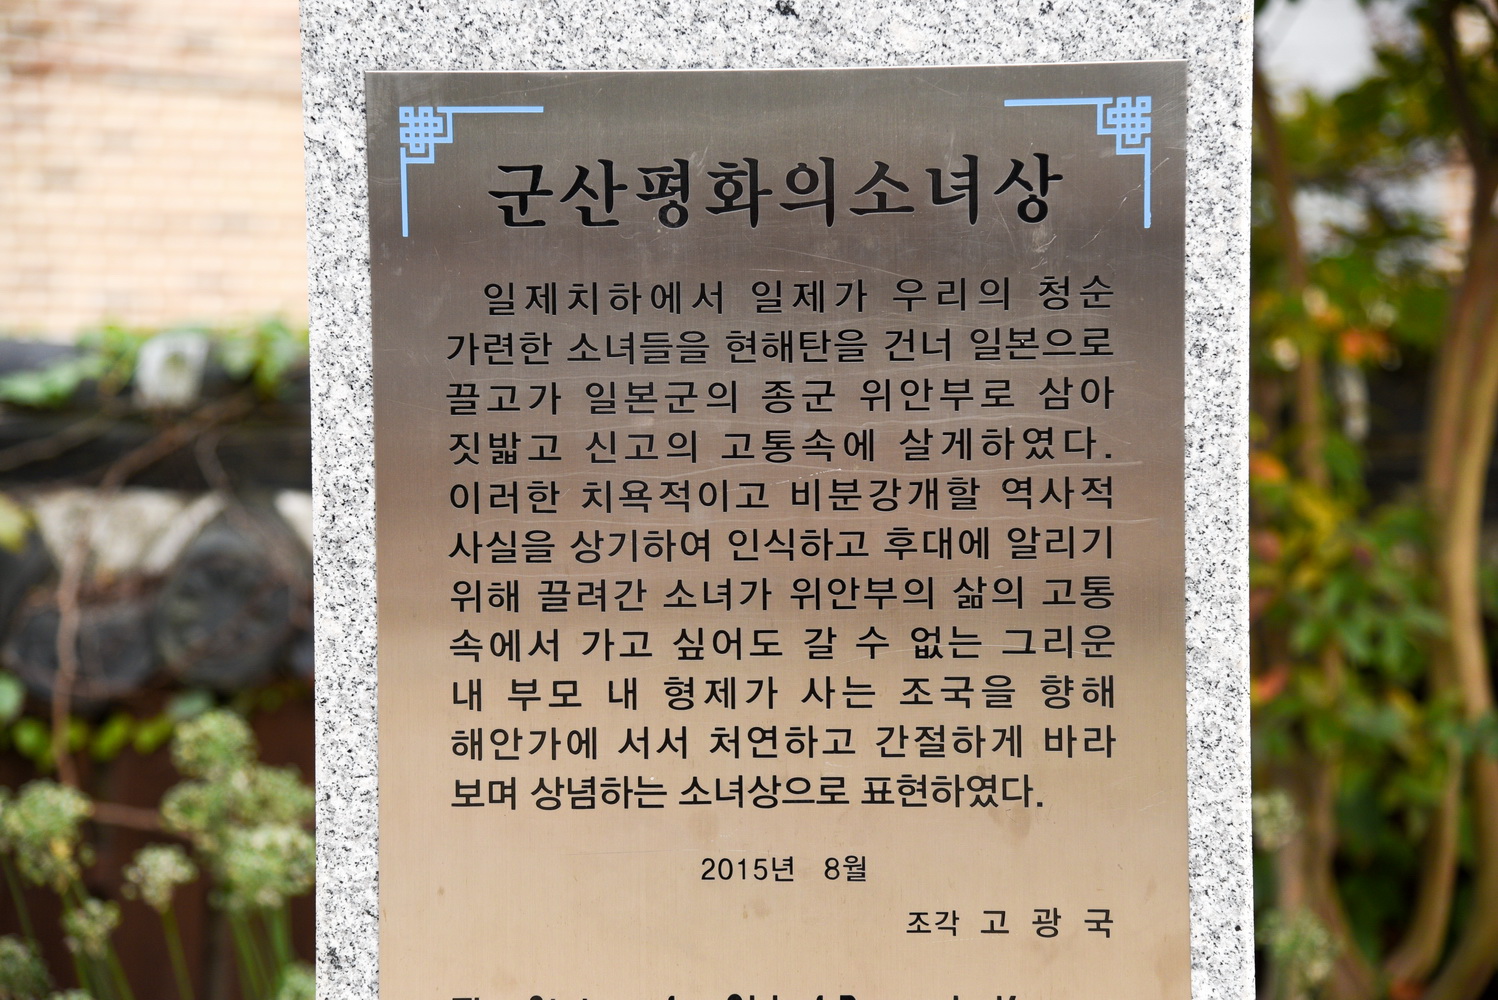 군산평화의소녀상
일제치하에서 일제가 우리의 청순
가련한 소녀들을 현해탄을 건너 일본으로
끌고가 일본군의 종군 위안부로 삼아
짓밟고 신고의 고통속에 살게하였다.
이러한 치욕적이고 비분강개할 역사적
사실을 상기하여 인식하고 후대에 알리기
위해 끌려간 소녀가 위안부의 삶의 고통
속에서 가고 싶어도 갈 수 없는 그리운
내 부모 내 형제가 사는 조국을 향해
해안가에 서서 처연하고 간절하게 바라
보며 상념하는 소녀상으로 표현하였다.
2015년 8월
조각 고 광 국